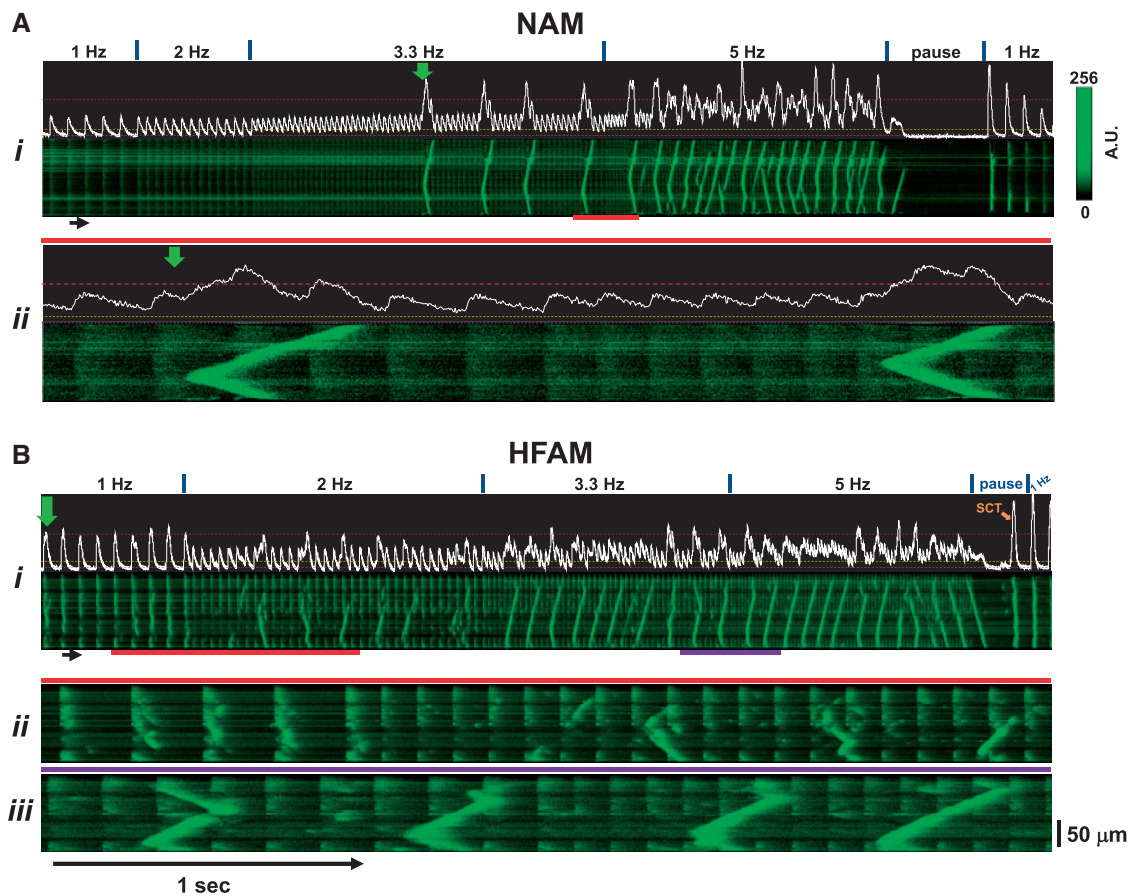 A
NAM
1 Hz 2 Hz 3.3 Hz 5 Hz pause 1 Hz
256
A.U.
0
i
ii
B
HFAM
1 Hz 2 Hz 3.3 Hz 5 Hz pause 1 Hz
SCT
i
ii
iii
50 μm
1 sec